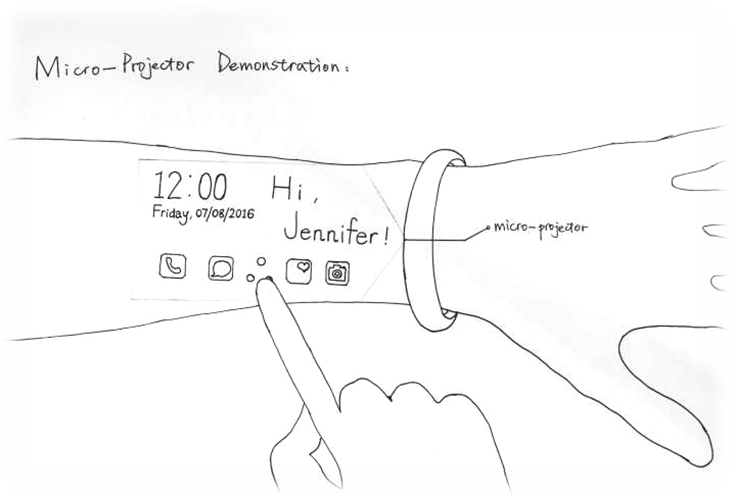 Micro-Projector Demonstration:
12:00
Friday, 07/08/2016
Hi,
Jennifer!
micro-projector